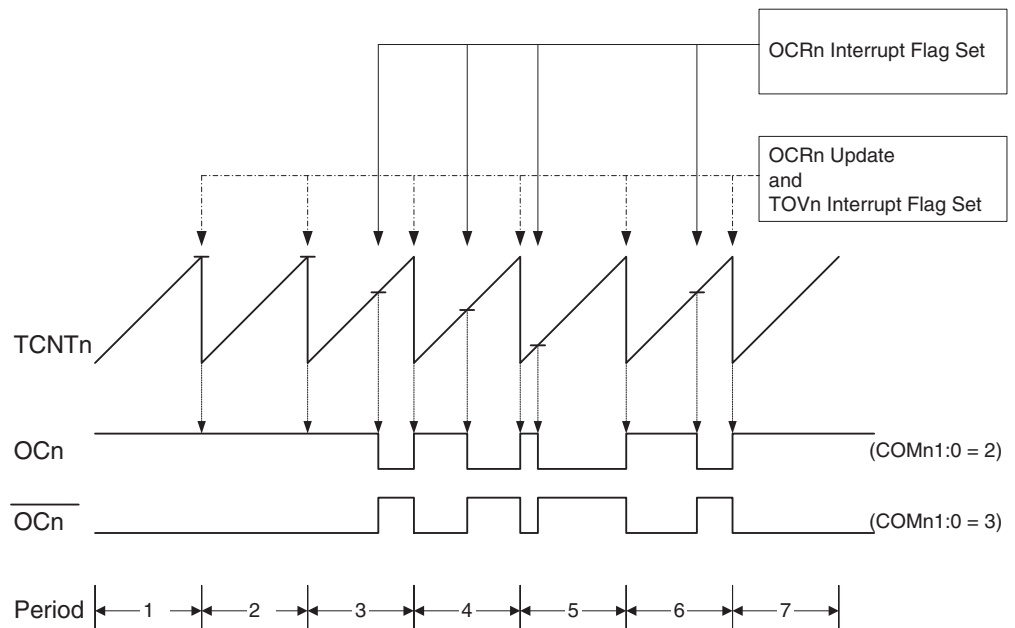 OCRn Interrupt Flag Set
OCRn Update
and
TOVn Interrupt Flag Set
TCNTn
OCn
(COMn1:0 = 2)
OCn
(COMn1:0 = 3)
Period 1 2 3 4 5 6 7